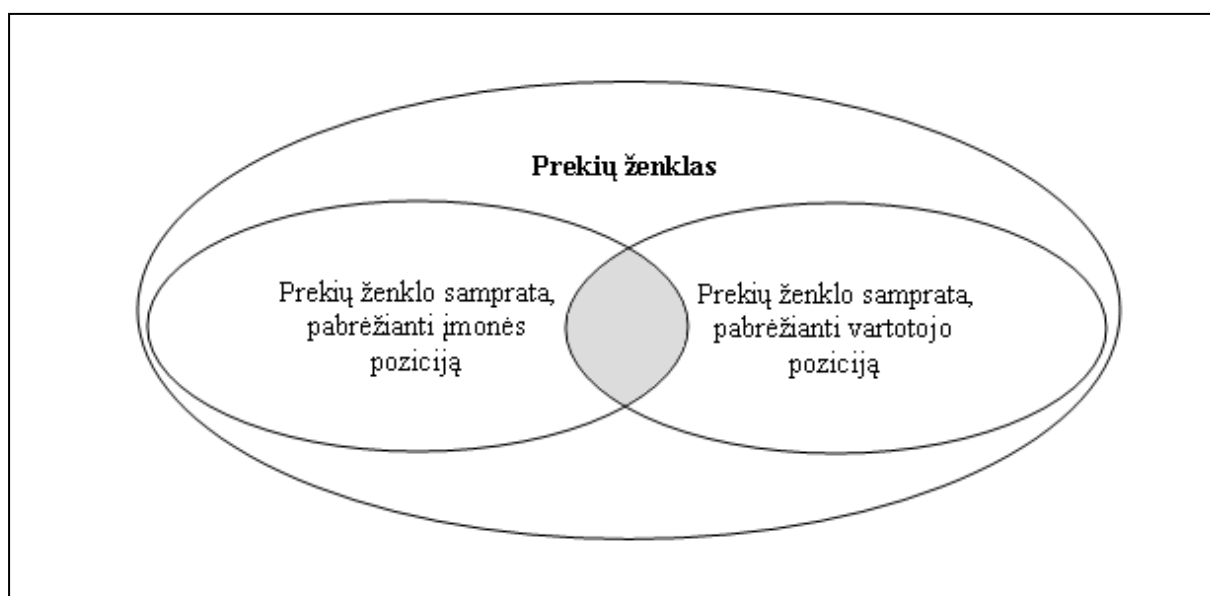 Prekių ženklas
Prekių ženklo samprata,
pabrėžianti įmonės
poziciją
Prekių ženklo samprata,
pabrėžianti vartotojo
poziciją